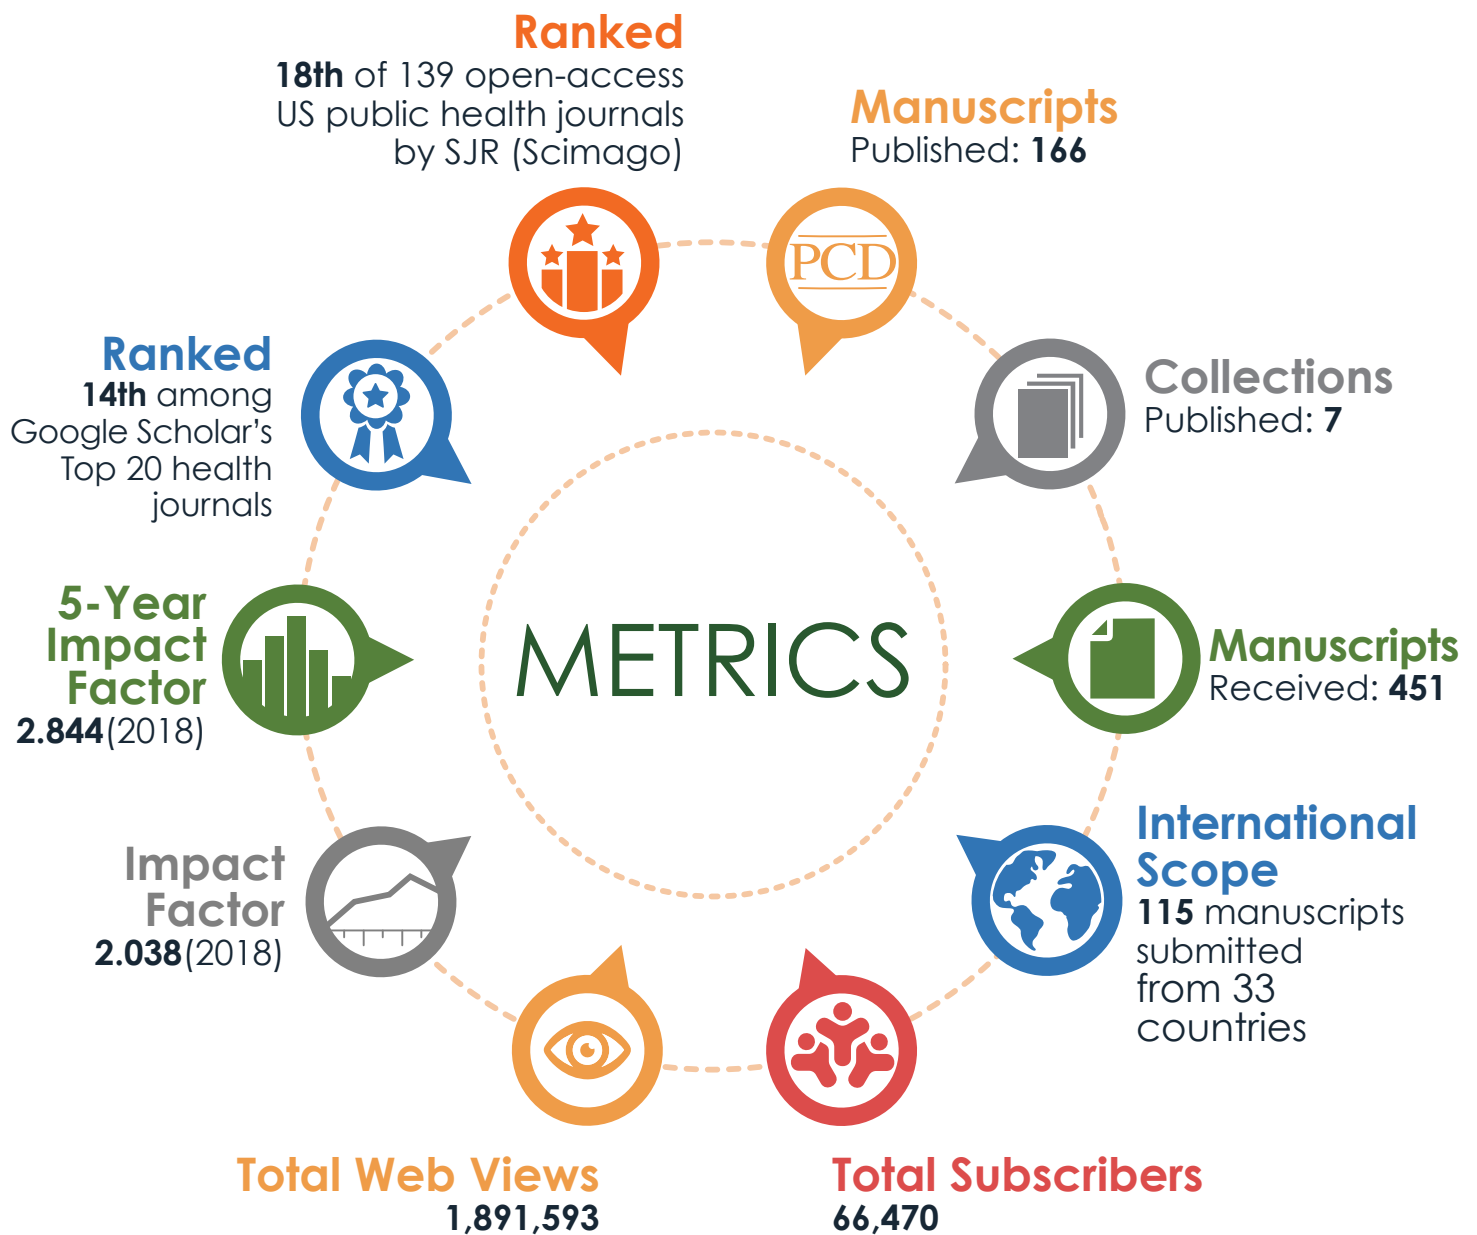 Ranked
18th of 139 open-access
US public health journals
by SJR (Scimago)
Manuscripts
Published: 166
PCD
Collections
Published: 7
Manuscripts
Received: 451
International
Scope
115 manuscripts
submitted
from 33
countries
Total Subscribers
66,470
Total Web Views
1,891,593
Impact
Factor
2.038(2018)
5-Year
Impact
Factor
2.844(2018)
Ranked
14th among
Google Scholar's
Top 20 health
journals
METRICS